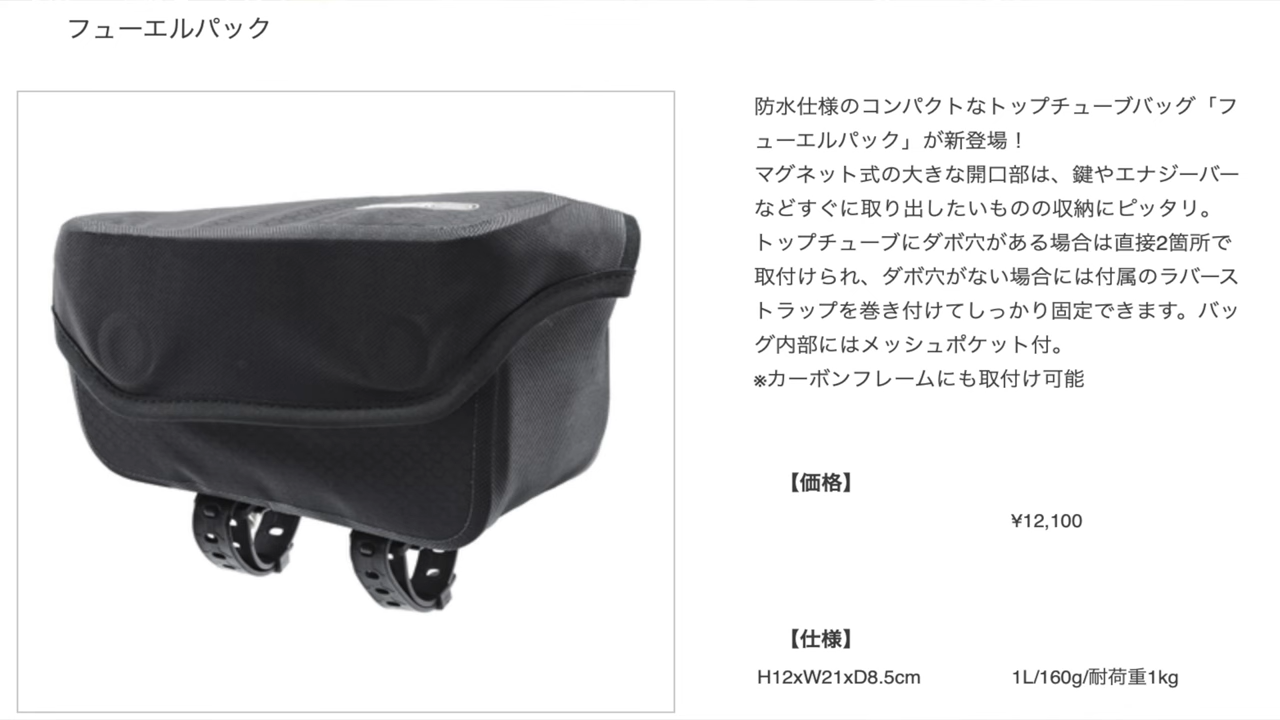 フューエルパック
防水仕様のコンパクトなトップチューブバッグ「フ
ューエルパック」が新登場！
マグネット式の大きな開口部は、鍵やエナジーバー
などすぐに取り出したいものの収納にピッタリ。
トップチューブにダボ穴がある場合は直接2箇所で
取付けられ、ダボ穴がない場合には付属のラバース
トラップを巻き付けてしっかり固定できます。バッ
グ内部にはメッシュポケット付。
※カーボンフレームにも取付け可能
【価格】
¥12,100
【仕様】
H12xW21xD8.5cm 1L/160g/耐荷重1kg